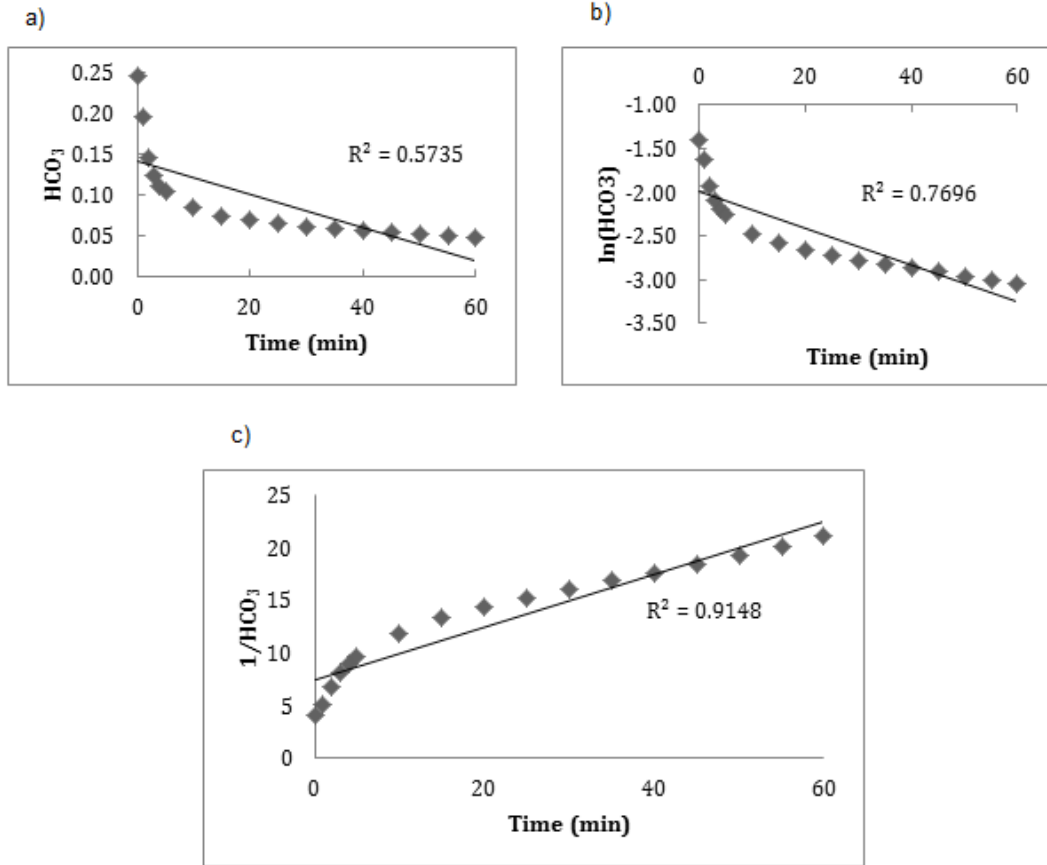 a)
0.25
0.20
0.15
0.10
0.05
0.00
HCO₃
R² = 0.5735
0 20 40 60
Time (min)
b)
0 20 40 60
-1.00
-1.50
-2.00
-2.50
-3.00
-3.50
ln(HCO3)
R² = 0.7696
Time (min)
c)
25
20
15
10
5
0
1/HCO₃
R² = 0.9148
0 20 40 60
Time (min)